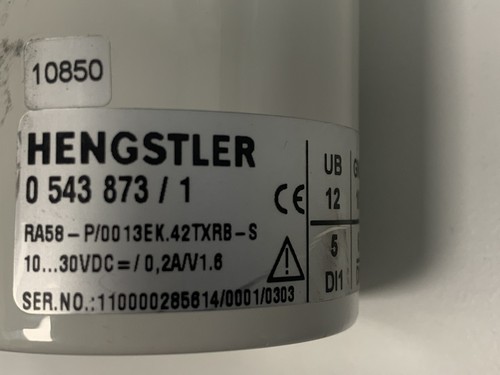 10850
HENGSTLER
0 543 873 / 1
RA58-P/0013EK.42TXRB-S
10...30VDC=/0,2A/V1.6
SER.NO.:110000285614/0001/0303
CE
UB
12
5
DI1